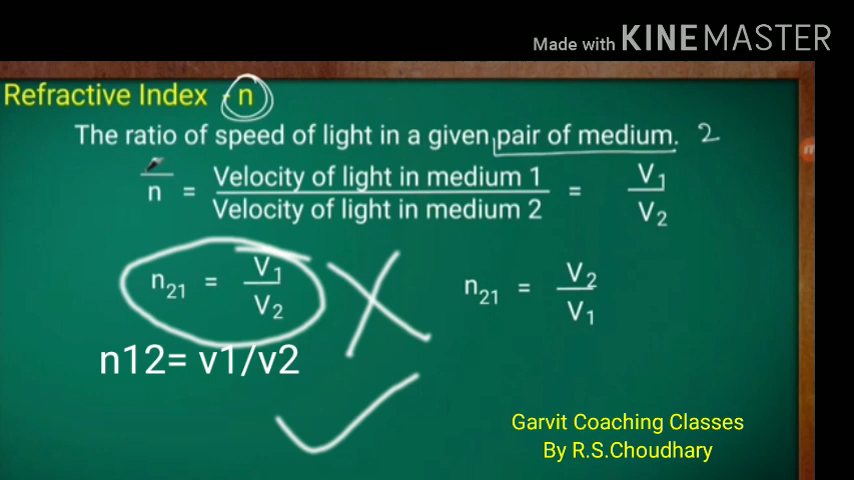 Made with KINEMASTER
Refractive Index - n
The ratio of speed of light in a given pair of medium. 2
n = Velocity of light in medium 1 / Velocity of light in medium 2 = V₁ / V₂
n₂₁ = V₁ / V₂
n₂₁ = V₂ / V₁
n12= v1/v2
Garvit Coaching Classes
By R.S.Choudhary